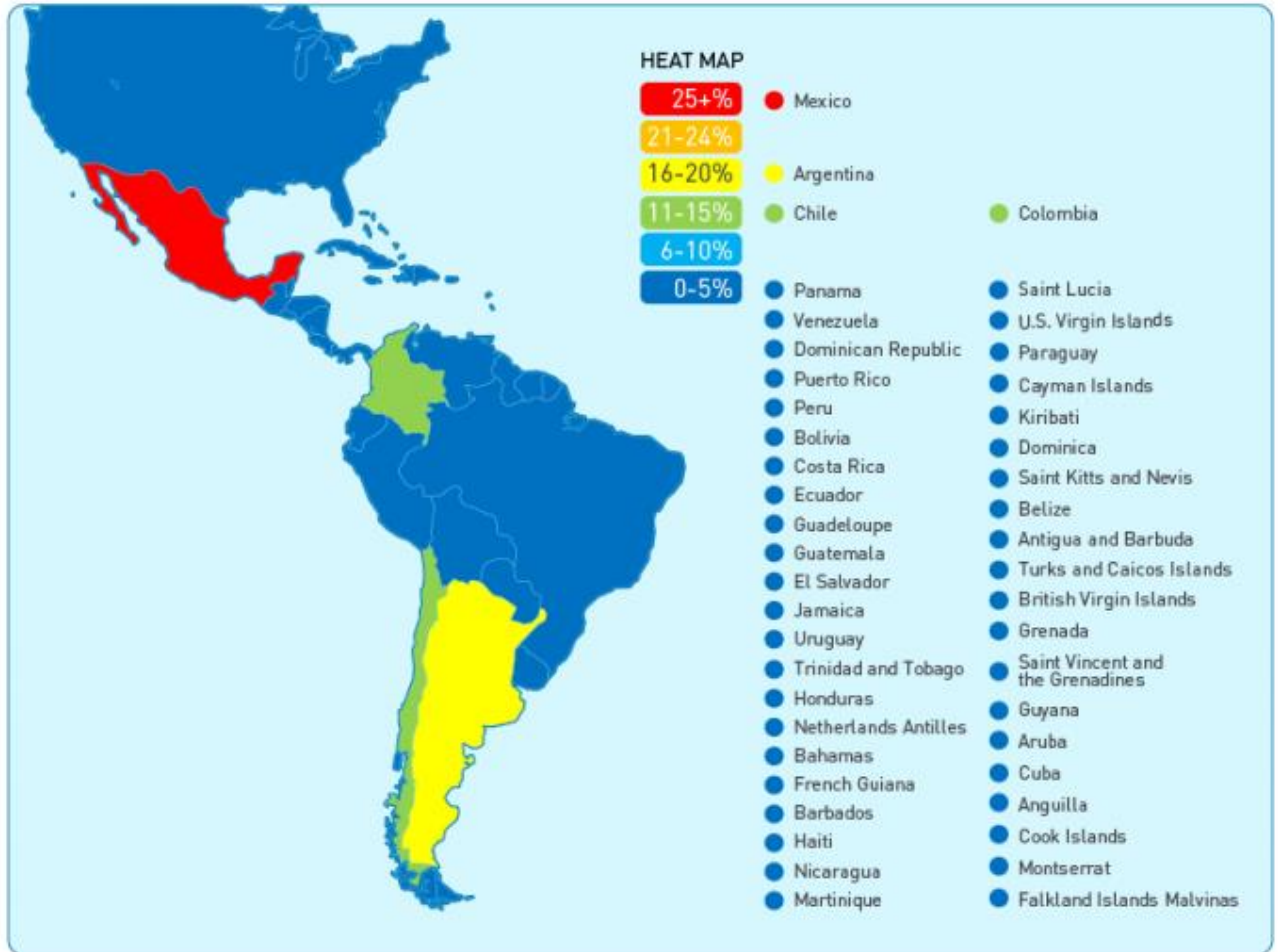 HEAT MAP
25+%
Mexico
21-24%
16-20%
Argentina
11-15%
Chile
Colombia
6-10%
0-5%
Panama
Venezuela
Dominican Republic
Puerto Rico
Peru
Bolivia
Costa Rica
Ecuador
Guadeloupe
Guatemala
El Salvador
Jamaica
Uruguay
Trinidad and Tobago
Honduras
Netherlands Antilles
Bahamas
French Guiana
Barbados
Haiti
Nicaragua
Martinique
Saint Lucia
U.S. Virgin Islands
Paraguay
Cayman Islands
Kiribati
Dominica
Saint Kitts and Nevis
Belize
Antigua and Barbuda
Turks and Caicos Islands
British Virgin Islands
Grenada
Saint Vincent and
the Grenadines
Guyana
Aruba
Cuba
Anguilla
Cook Islands
Montserrat
Falkland Islands Malvinas